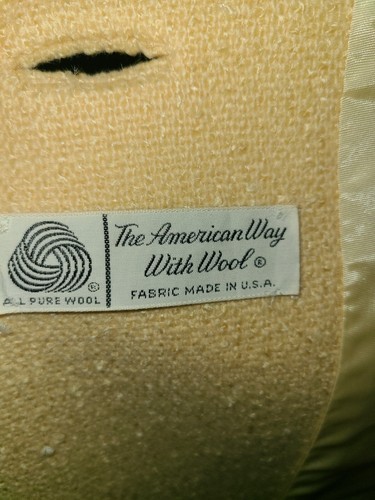 The American Way
With Wool ®
FABRIC MADE IN U.S.A.
®
ALL PURE WOOL